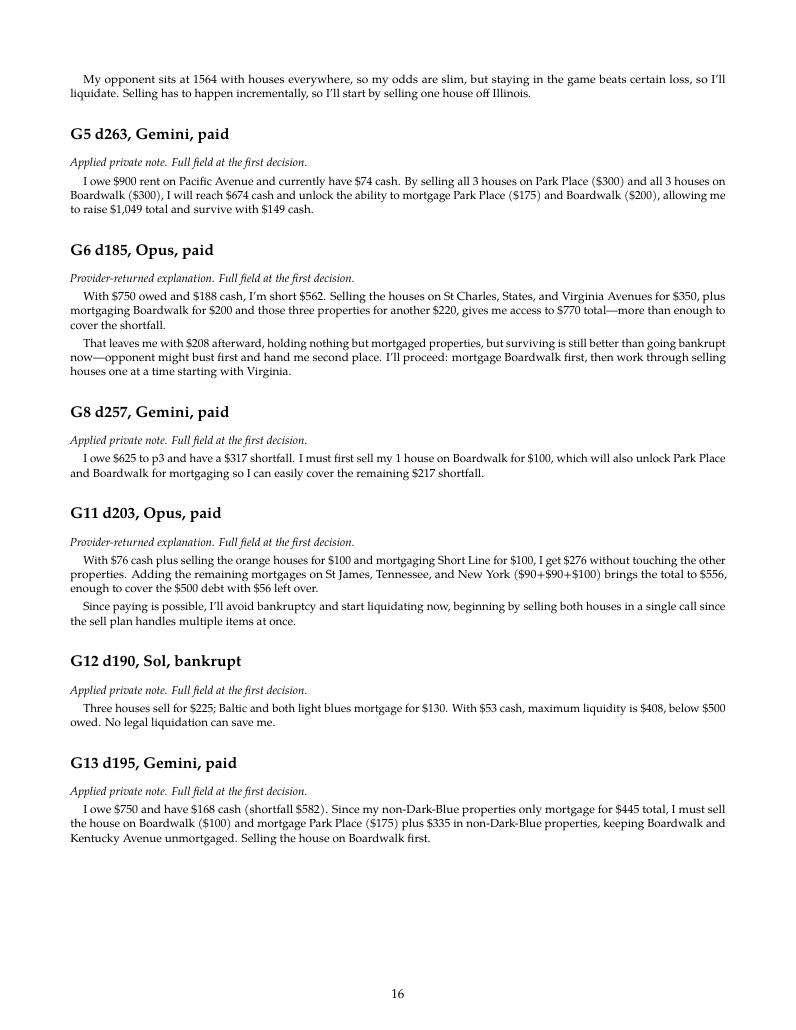 My opponent sits at 1564 with houses everywhere, so my odds are slim, but staying in the game beats certain loss, so I'll
liquidate. Selling has to happen incrementally, so I'll start by selling one house off Illinois.
G5 d263, Gemini, paid
Applied private note. Full field at the first decision.
I owe $900 rent on Pacific Avenue and currently have $74 cash. By selling all 3 houses on Park Place ($300) and all 3 houses on
Boardwalk ($300), I will reach $674 cash and unlock the ability to mortgage Park Place ($175) and Boardwalk ($200), allowing me
to raise $1,049 total and survive with $149 cash.
G6 d185, Opus, paid
Provider-returned explanation. Full field at the first decision.
With $750 owed and $188 cash, I'm short $562. Selling the houses on St Charles, States, and Virginia Avenues for $350, plus
mortgaging Boardwalk for $200 and those three properties for another $220, gives me access to $770 total—more than enough to
cover the shortfall.
That leaves me with $208 afterward, holding nothing but mortgaged properties, but surviving is still better than going bankrupt
now—opponent might bust first and hand me second place. I'll proceed: mortgage Boardwalk first, then work through selling
houses one at a time starting with Virginia.
G8 d257, Gemini, paid
Applied private note. Full field at the first decision.
I owe $625 to p3 and have a $317 shortfall. I must first sell my 1 house on Boardwalk for $100, which will also unlock Park Place
and Boardwalk for mortgaging so I can easily cover the remaining $217 shortfall.
G11 d203, Opus, paid
Provider-returned explanation. Full field at the first decision.
With $76 cash plus selling the orange houses for $100 and mortgaging Short Line for $100, I get $276 without touching the other
properties. Adding the remaining mortgages on St James, Tennessee, and New York ($90+$90+$100) brings the total to $556,
enough to cover the $500 debt with $56 left over.
Since paying is possible, I'll avoid bankruptcy and start liquidating now, beginning by selling both houses in a single call since
the sell plan handles multiple items at once.
G12 d190, Sol, bankrupt
Applied private note. Full field at the first decision.
Three houses sell for $225; Baltic and both light blues mortgage for $130. With $53 cash, maximum liquidity is $408, below $500
owed. No legal liquidation can save me.
G13 d195, Gemini, paid
Applied private note. Full field at the first decision.
I owe $750 and have $168 cash (shortfall $582). Since my non-Dark-Blue properties only mortgage for $445 total, I must sell
the house on Boardwalk ($100) and mortgage Park Place ($175) plus $335 in non-Dark-Blue properties, keeping Boardwalk and
Kentucky Avenue unmortgaged. Selling the house on Boardwalk first.
16